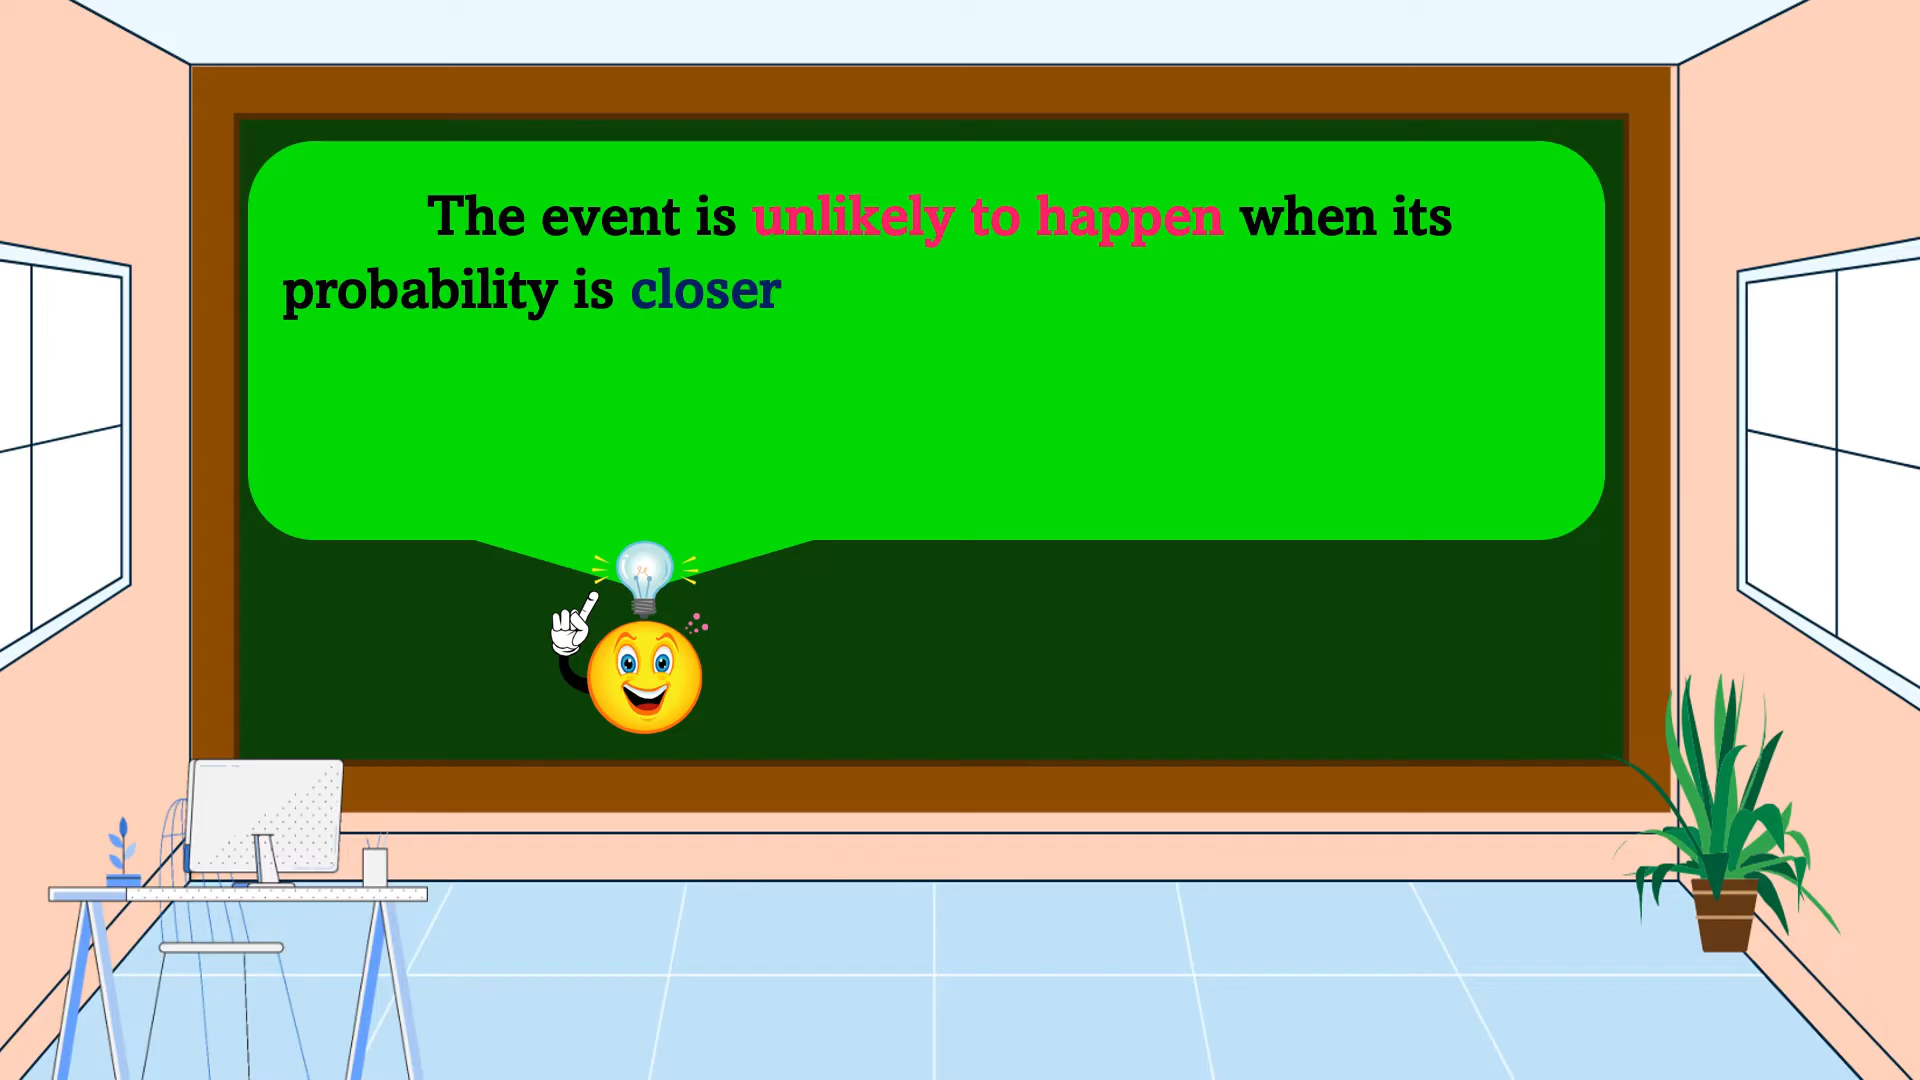 The event is unlikely to happen when its
probability is closer